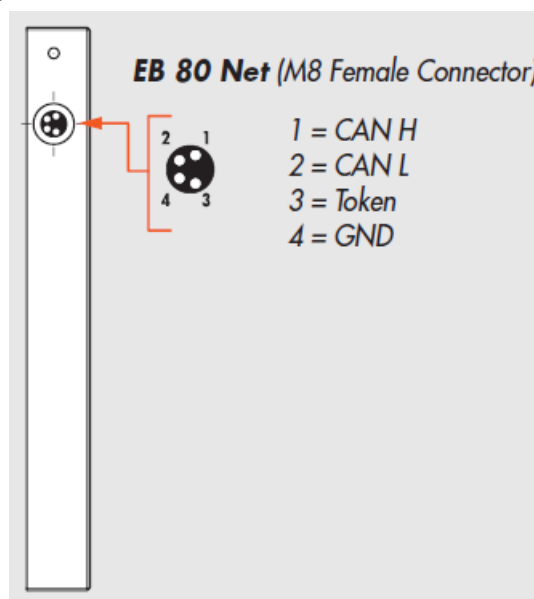 EB 80 Net (M8 Female Connector)
2 1
4 3
1 = CAN H
2 = CAN L
3 = Token
4 = GND